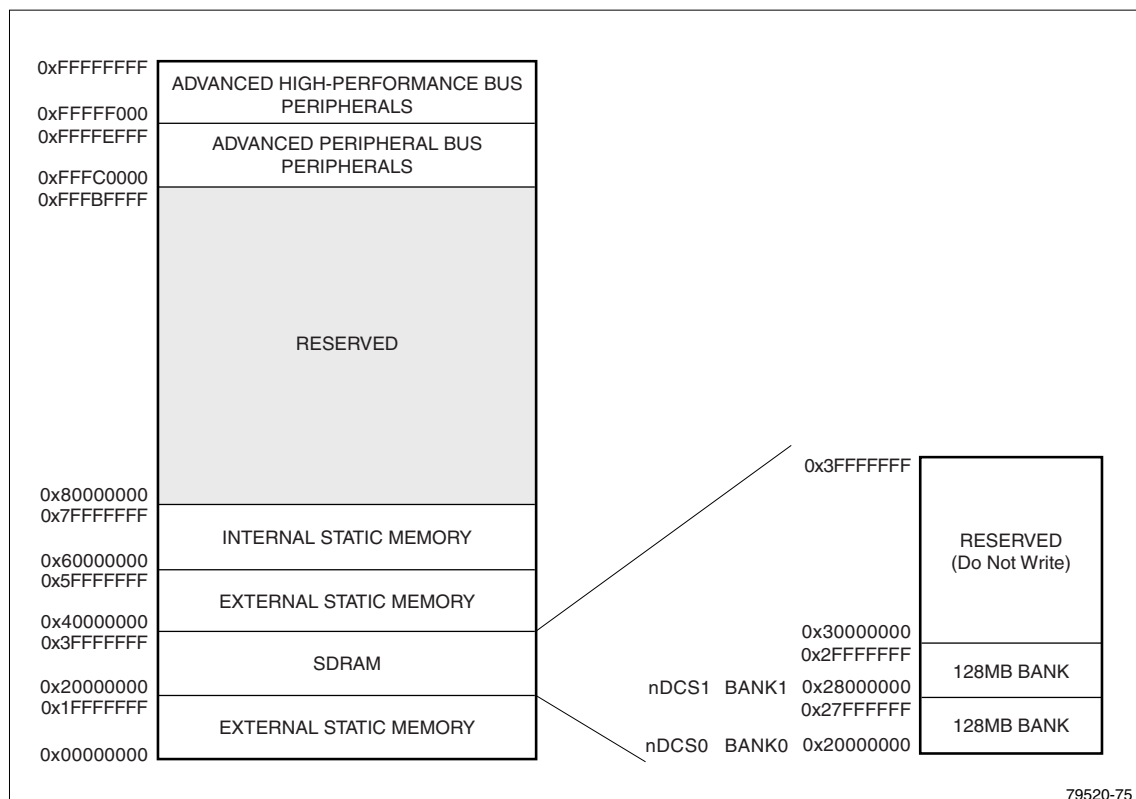 0xFFFFFFFF
ADVANCED HIGH-PERFORMANCE BUS
PERIPHERALS
0xFFFFF000
0xFFFFEFFF
ADVANCED PERIPHERAL BUS
PERIPHERALS
0xFFFC0000
0xFFFBFFFF
RESERVED
0x80000000
0x7FFFFFFF
INTERNAL STATIC MEMORY
0x60000000
0x5FFFFFFF
EXTERNAL STATIC MEMORY
0x40000000
0x3FFFFFFF
SDRAM
0x20000000
0x1FFFFFFF
EXTERNAL STATIC MEMORY
0x00000000
0x3FFFFFFF
RESERVED
(Do Not Write)
0x30000000
0x2FFFFFFF
128MB BANK
nDCS1 BANK1 0x28000000
0x27FFFFFF
128MB BANK
nDCS0 BANK0 0x20000000
79520-75